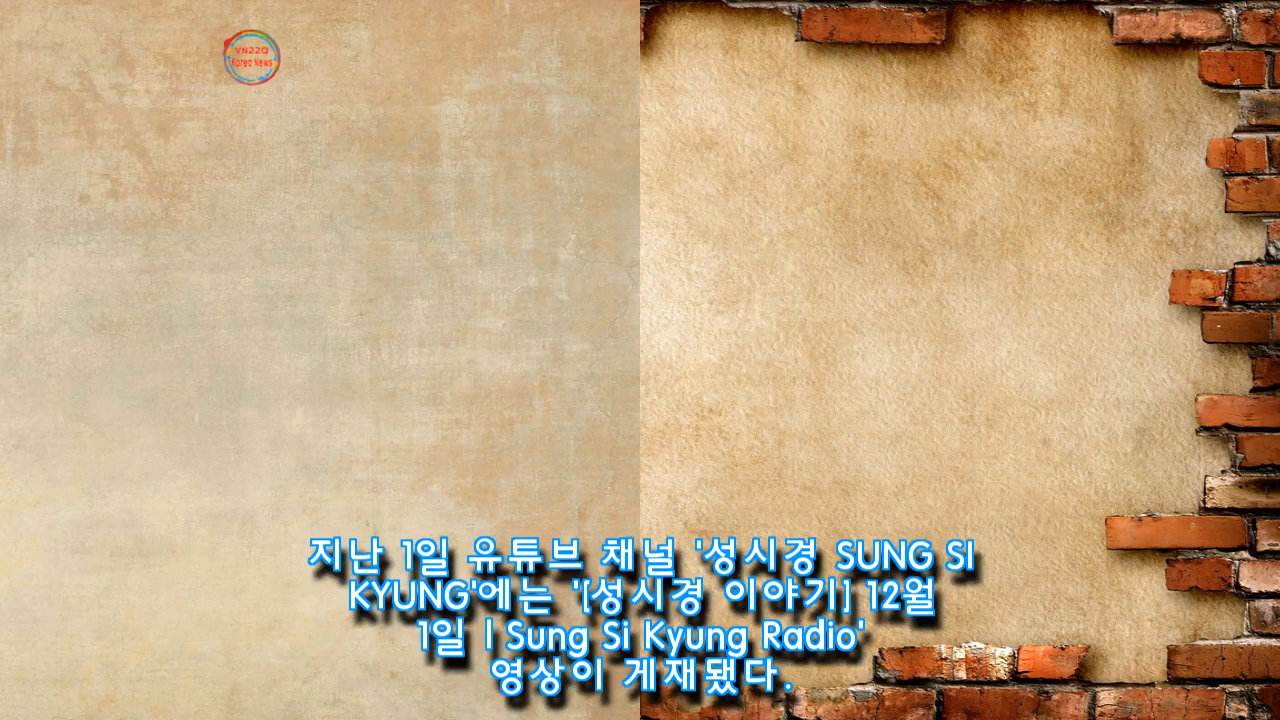 VN22Q
Korea News
지난 1일 유튜브 채널 '성시경 SUNG SI
KYUNG'에는 '[성시경 이야기] 12월
1일 ㅣSung Si Kyung Radio'
영상이 게재됐다.